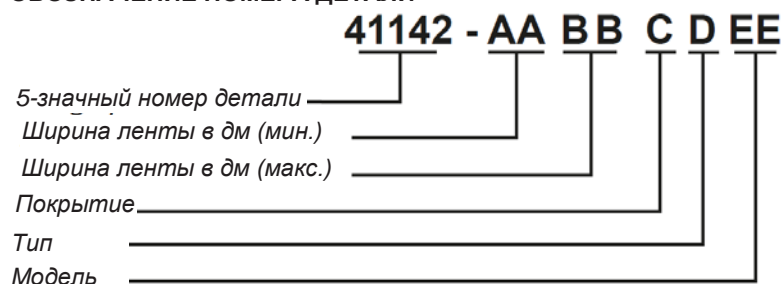 41142 - AA BB C D EE
5-значный номер детали
Ширина ленты в дм (мин.)
Ширина ленты в дм (макс.)
Покрытие
Тип
Модель